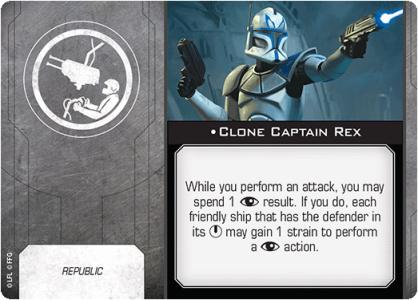 • Clone Captain Rex
While you perform an attack, you may
spend 1 result. If you do, each
friendly ship that has the defender in
its may gain 1 strain to perform
a action.
REPUBLIC
© LFL © FFG